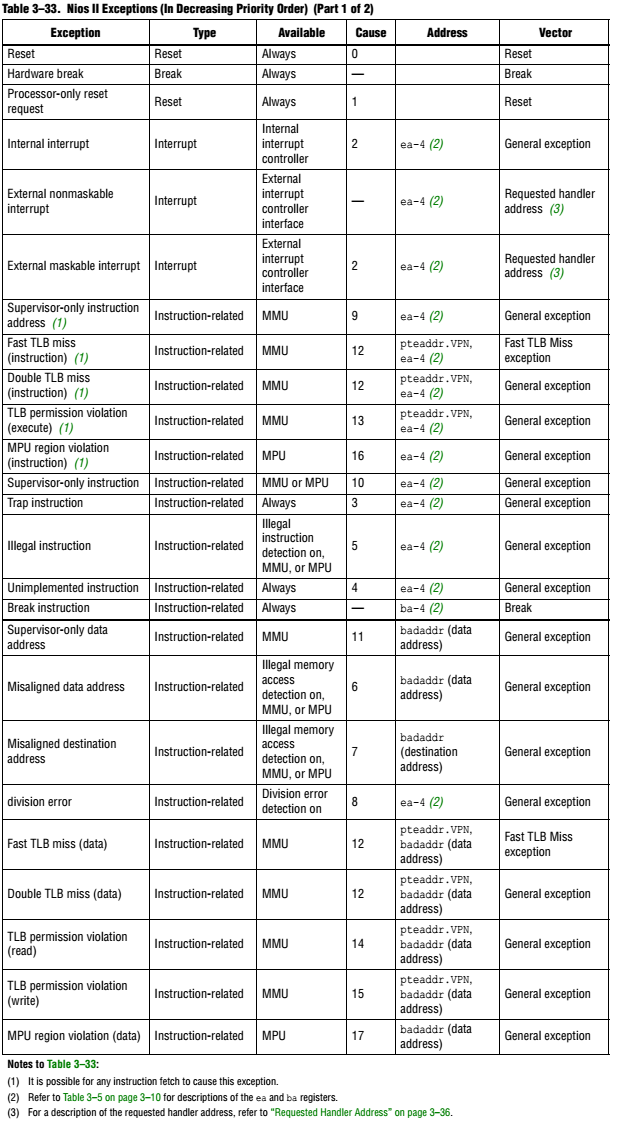 Table 3–33. Nios II Exceptions (In Decreasing Priority Order) (Part 1 of 2)
Exception Type Available Cause Address Vector
Reset Reset Always 0 Reset
Hardware break Break Always — Break
Processor-only reset
request Reset Always 1 Reset
Internal interrupt Interrupt Internal
interrupt
controller 2 ea–4 (2) General exception
External nonmaskable
interrupt Interrupt External
interrupt
controller
interface — ea–4 (2) Requested handler
address (3)
External maskable interrupt Interrupt External
interrupt
controller
interface 2 ea–4 (2) Requested handler
address (3)
Supervisor-only instruction
address (1) Instruction-related MMU 9 ea–4 (2) General exception
Fast TLB miss
(instruction) (1) Instruction-related MMU 12 pteaddr.VPN,
ea–4 (2) Fast TLB Miss
exception
Double TLB miss
(instruction) (1) Instruction-related MMU 12 pteaddr.VPN,
ea–4 (2) General exception
TLB permission violation
(execute) (1) Instruction-related MMU 13 pteaddr.VPN,
ea–4 (2) General exception
MPU region violation
(instruction) (1) Instruction-related MPU 16 ea–4 (2) General exception
Supervisor-only instruction Instruction-related MMU or MPU 10 ea–4 (2) General exception
Trap instruction Instruction-related Always 3 ea–4 (2) General exception
Illegal instruction Instruction-related Illegal
instruction
detection on,
MMU, or MPU 5 ea–4 (2) General exception
Unimplemented instruction Instruction-related Always 4 ea–4 (2) General exception
Break instruction Instruction-related Always — ba–4 (2) Break
Supervisor-only data
address Instruction-related MMU 11 badaddr (data
address) General exception
Misaligned data address Instruction-related Illegal memory
access
detection on,
MMU, or MPU 6 badaddr (data
address) General exception
Misaligned destination
address Instruction-related Illegal memory
access
detection on,
MMU, or MPU 7 badaddr
(destination
address) General exception
division error Instruction-related Division error
detection on 8 ea–4 (2) General exception
Fast TLB miss (data) Instruction-related MMU 12 pteaddr.VPN,
badaddr (data
address) Fast TLB Miss
exception
Double TLB miss (data) Instruction-related MMU 12 pteaddr.VPN,
badaddr (data
address) General exception
TLB permission violation
(read) Instruction-related MMU 14 pteaddr.VPN,
badaddr (data
address) General exception
TLB permission violation
(write) Instruction-related MMU 15 pteaddr.VPN,
badaddr (data
address) General exception
MPU region violation (data) Instruction-related MPU 17 badaddr (data
address) General exception
Notes to Table 3–33:
(1) It is possible for any instruction fetch to cause this exception.
(2) Refer to Table 3–5 on page 3–10 for descriptions of the ea and ba registers.
(3) For a description of the requested handler address, refer to “Requested Handler Address” on page 3–36.